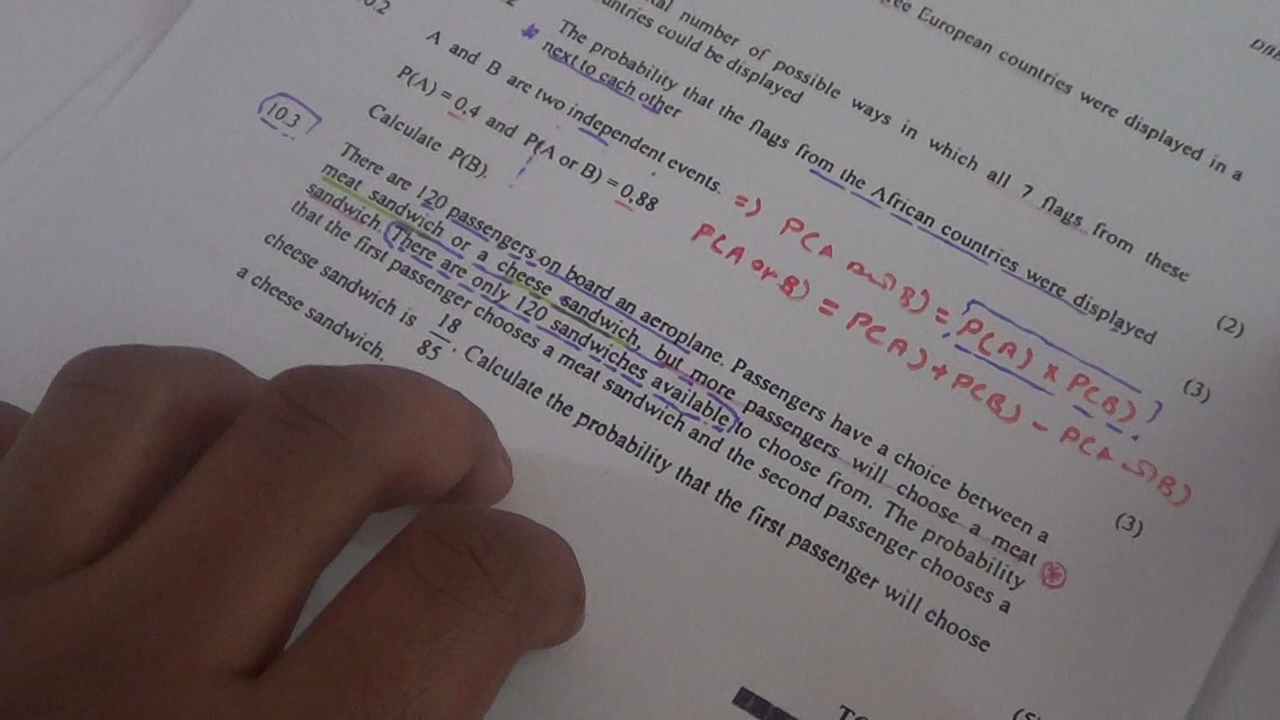 European countries were displayed in a
number of possible ways in which all 7 flags from these
countries could be displayed
(2)
The probability that the flags from the African countries were displayed
next to each other
(3)
A and B are two independent events. => P(A and B) = P(A) x P(B)
P(A) = 0,4 and P(A or B) = 0,88
P(A or B) = P(A) + P(B) - P(A and B)
Calculate P(B).
(3)
10.3
There are 120 passengers on board an aeroplane. Passengers have a choice between a
meat sandwich or a cheese sandwich, but more passengers will choose a meat
sandwich. There are only 120 sandwiches available to choose from. The probability
that the first passenger chooses a meat sandwich and the second passenger chooses a
cheese sandwich is 18/85. Calculate the probability that the first passenger will choose
a cheese sandwich.